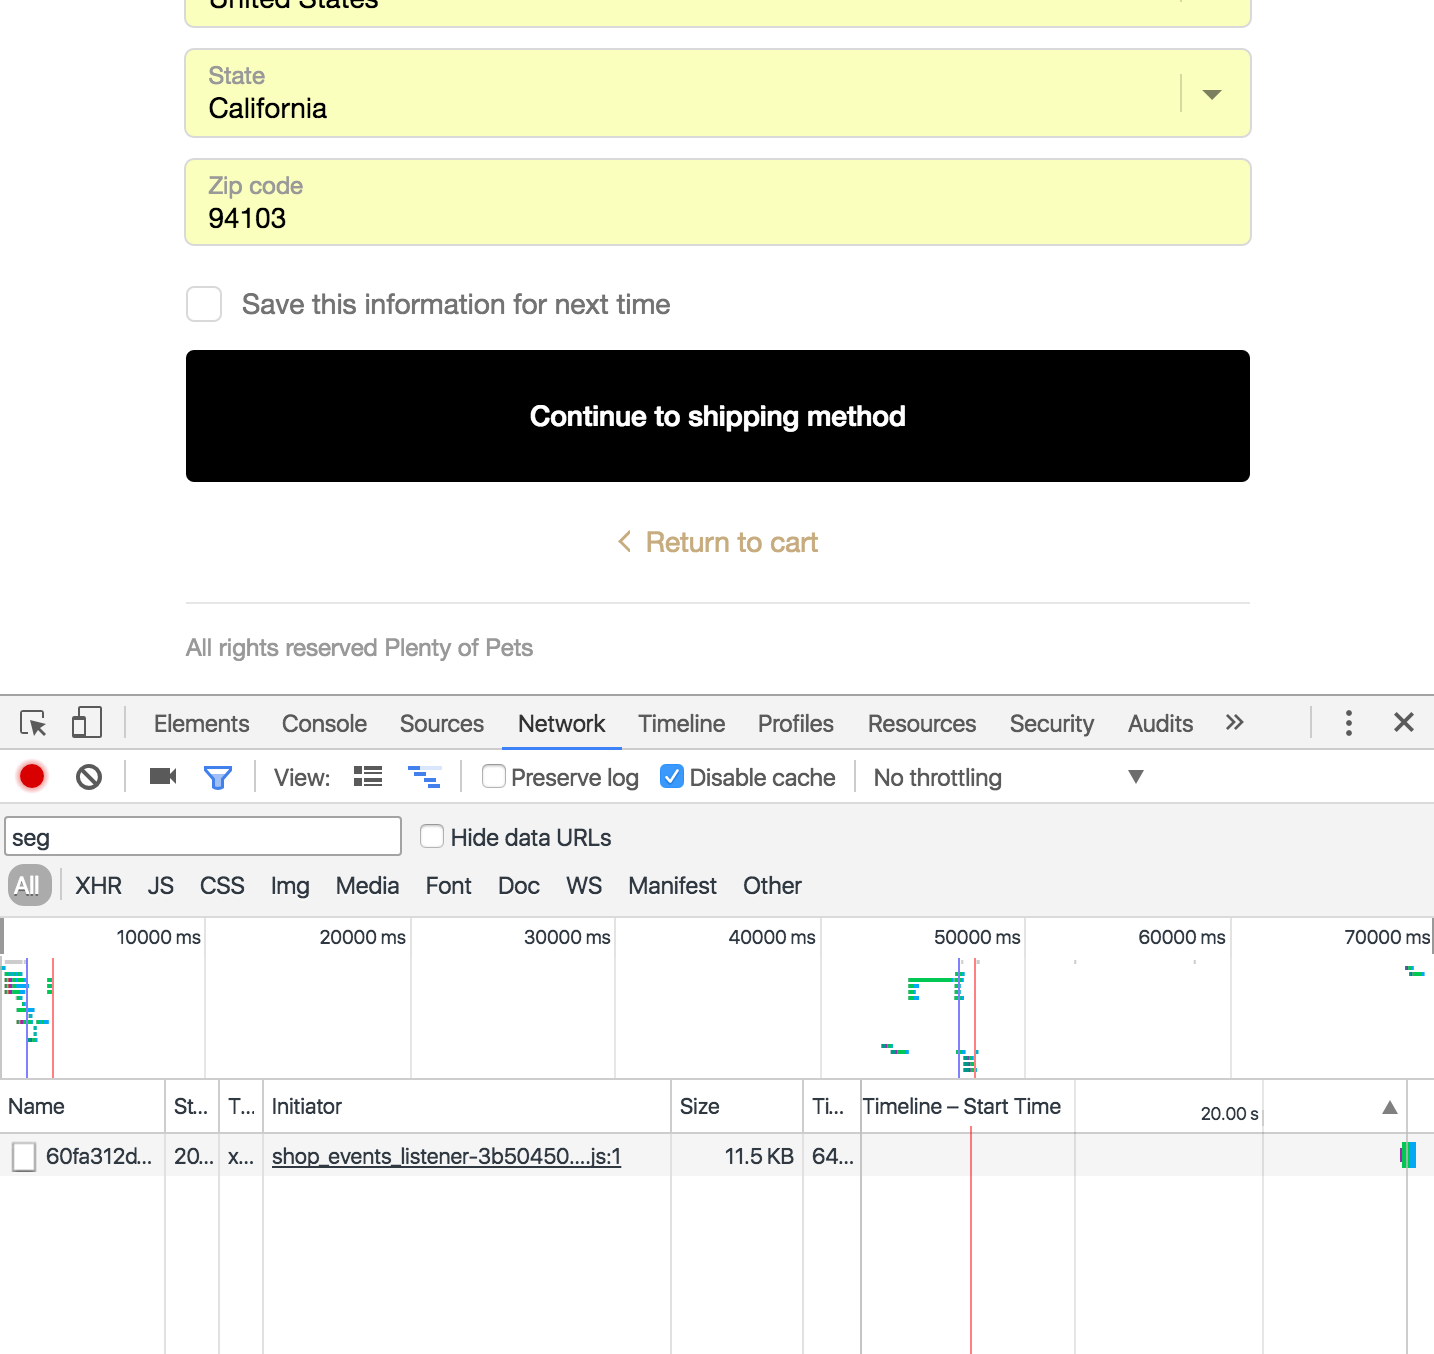 United States
State
California
Zip code
94103
Save this information for next time
Continue to shipping method
Return to cart
All rights reserved Plenty of Pets
Elements Console Sources Network Timeline Profiles Resources Security Audits
View: Preserve log Disable cache No throttling
seg Hide data URLs
All XHR JS CSS Img Media Font Doc WS Manifest Other
10000 ms 20000 ms 30000 ms 40000 ms 50000 ms 60000 ms 70000 ms
Name St... T... Initiator Size Ti... Timeline – Start Time 20.00 s
60fa312d... 20... x... shop_events_listener-3b50450....js:1 11.5 KB 64...